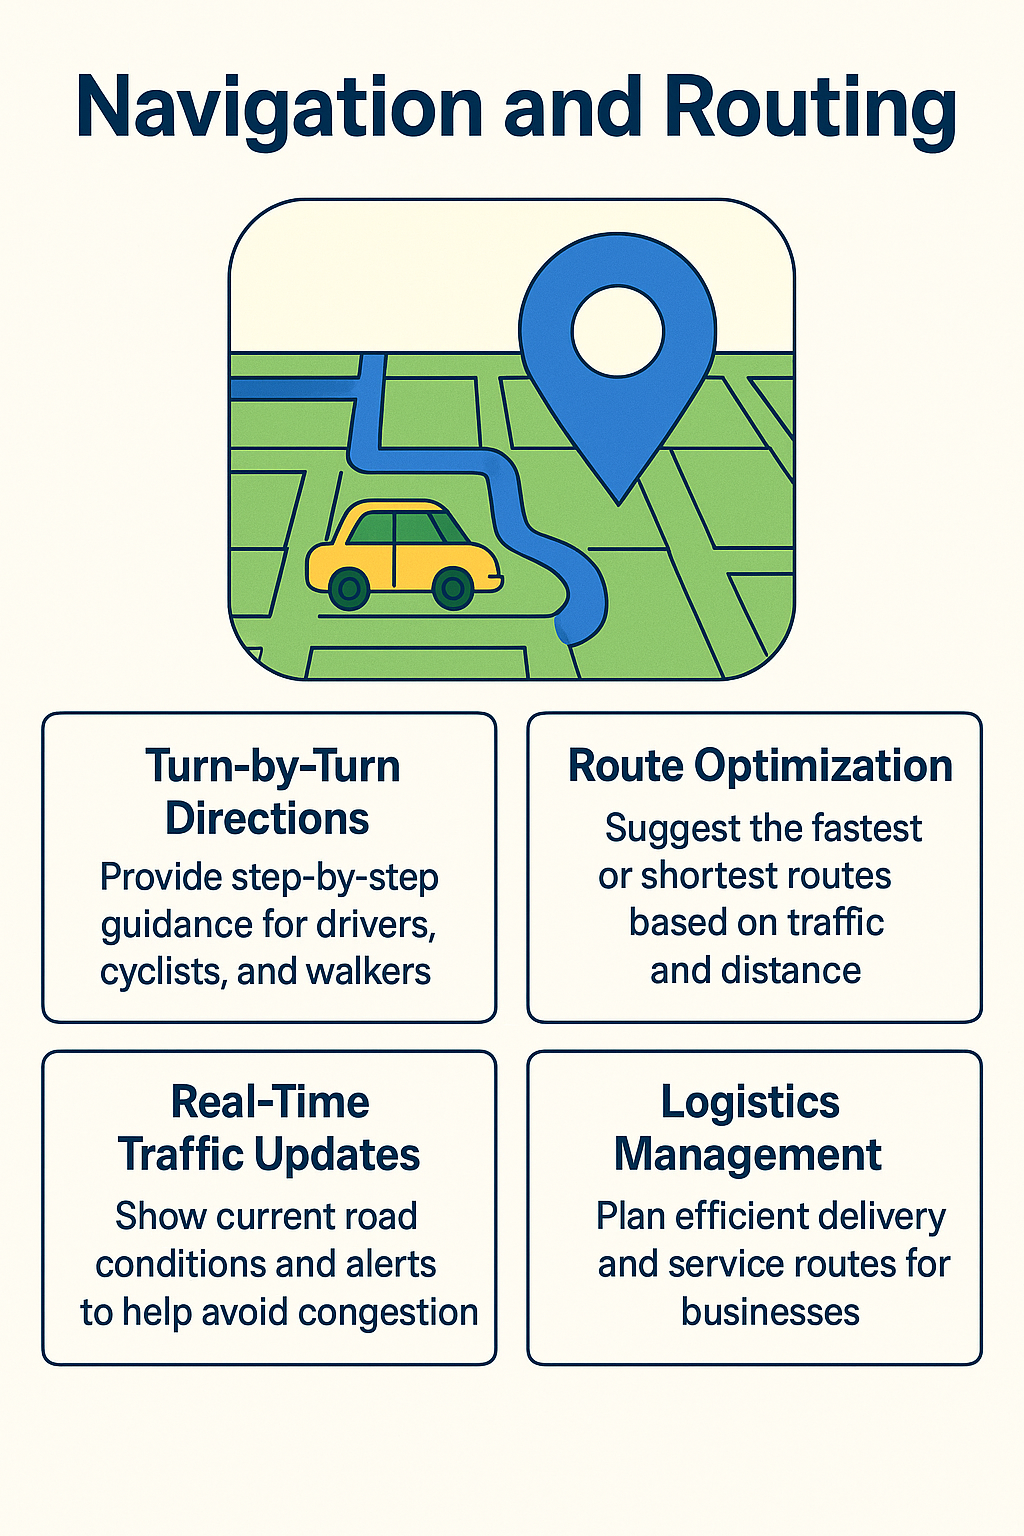 Navigation and Routing
Turn-by-Turn
Directions
Provide step-by-step
guidance for drivers,
cyclists, and walkers
Route Optimization
Suggest the fastest
or shortest routes
based on traffic
and distance
Real-Time
Traffic Updates
Show current road
conditions and alerts
to help avoid congestion
Logistics
Management
Plan efficient delivery
and service routes for
businesses